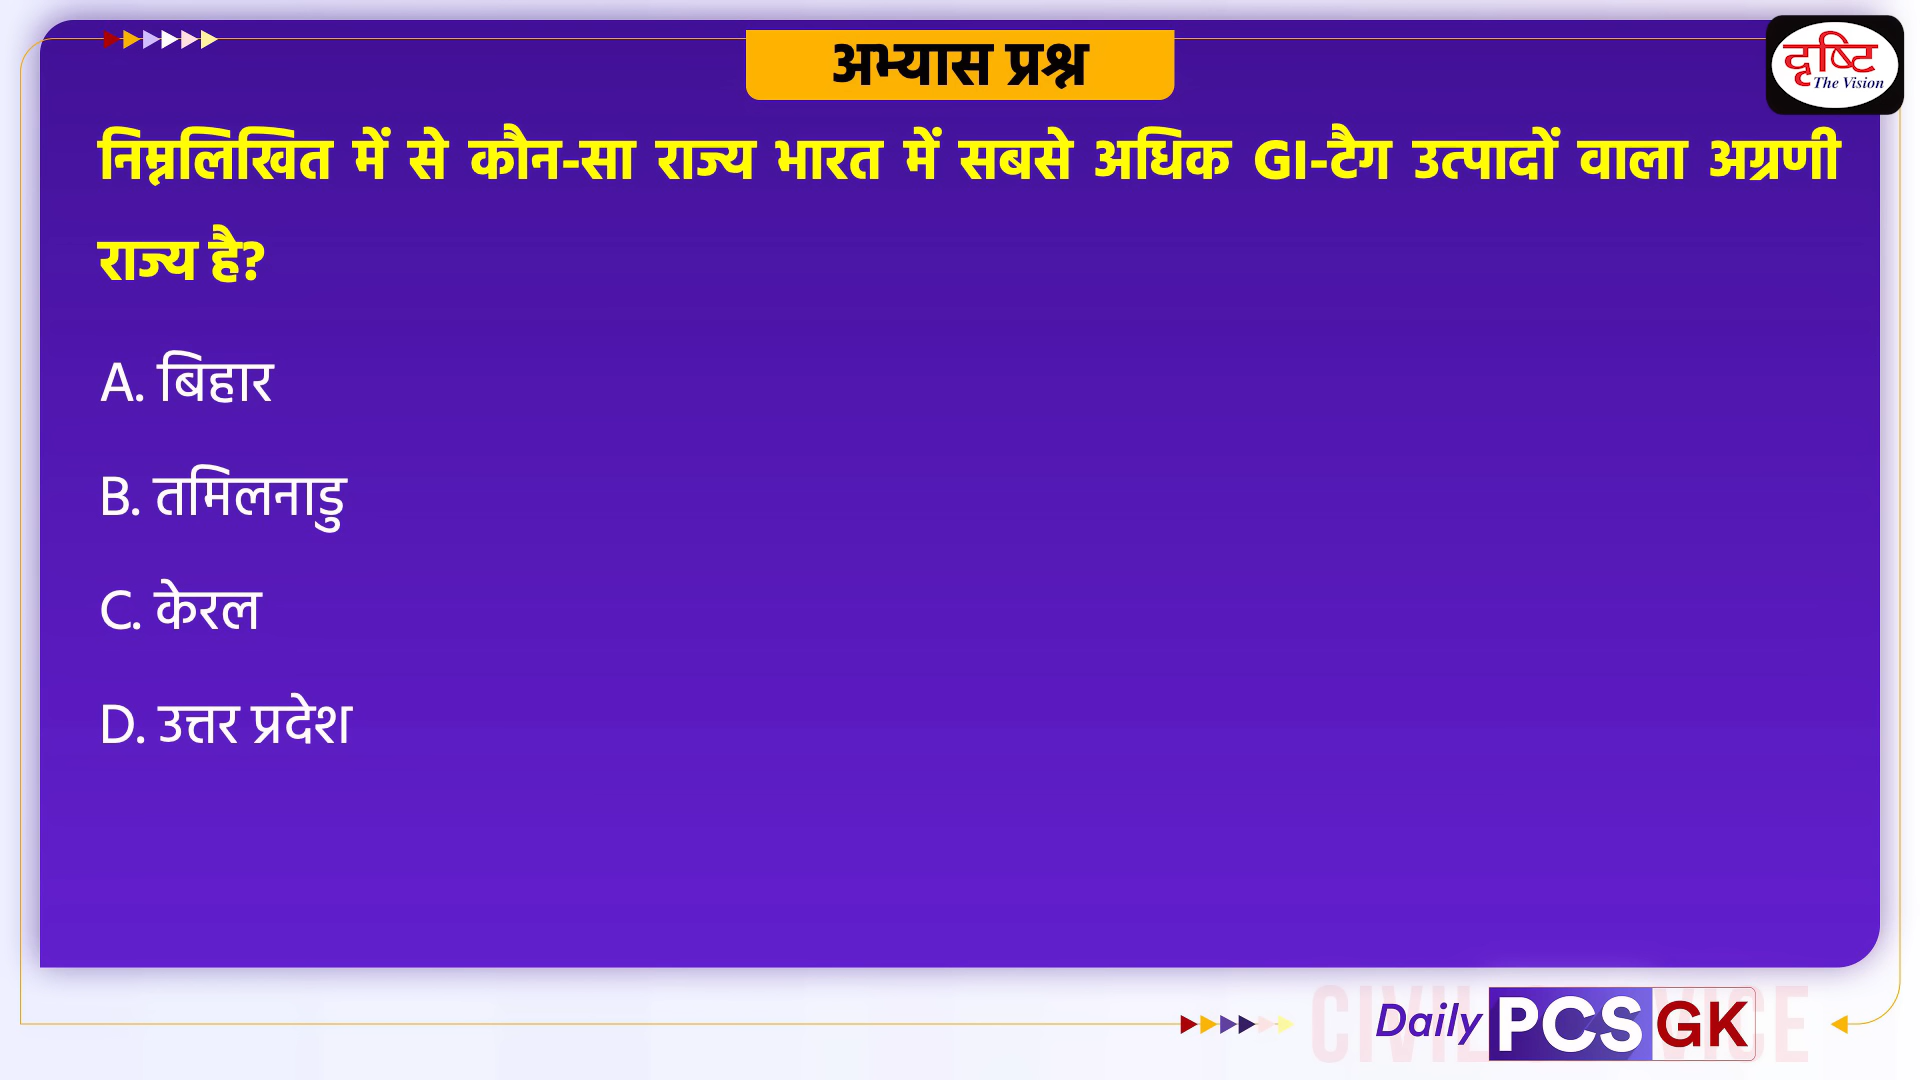 अभ्यास प्रश्न
दृष्टि
The Vision
निम्नलिखित में से कौन-सा राज्य भारत में सबसे अधिक GI-टैग उत्पादों वाला अग्रणी
राज्य है?
A. बिहार
B. तमिलनाडु
C. केरल
D. उत्तर प्रदेश
Daily PCS GK